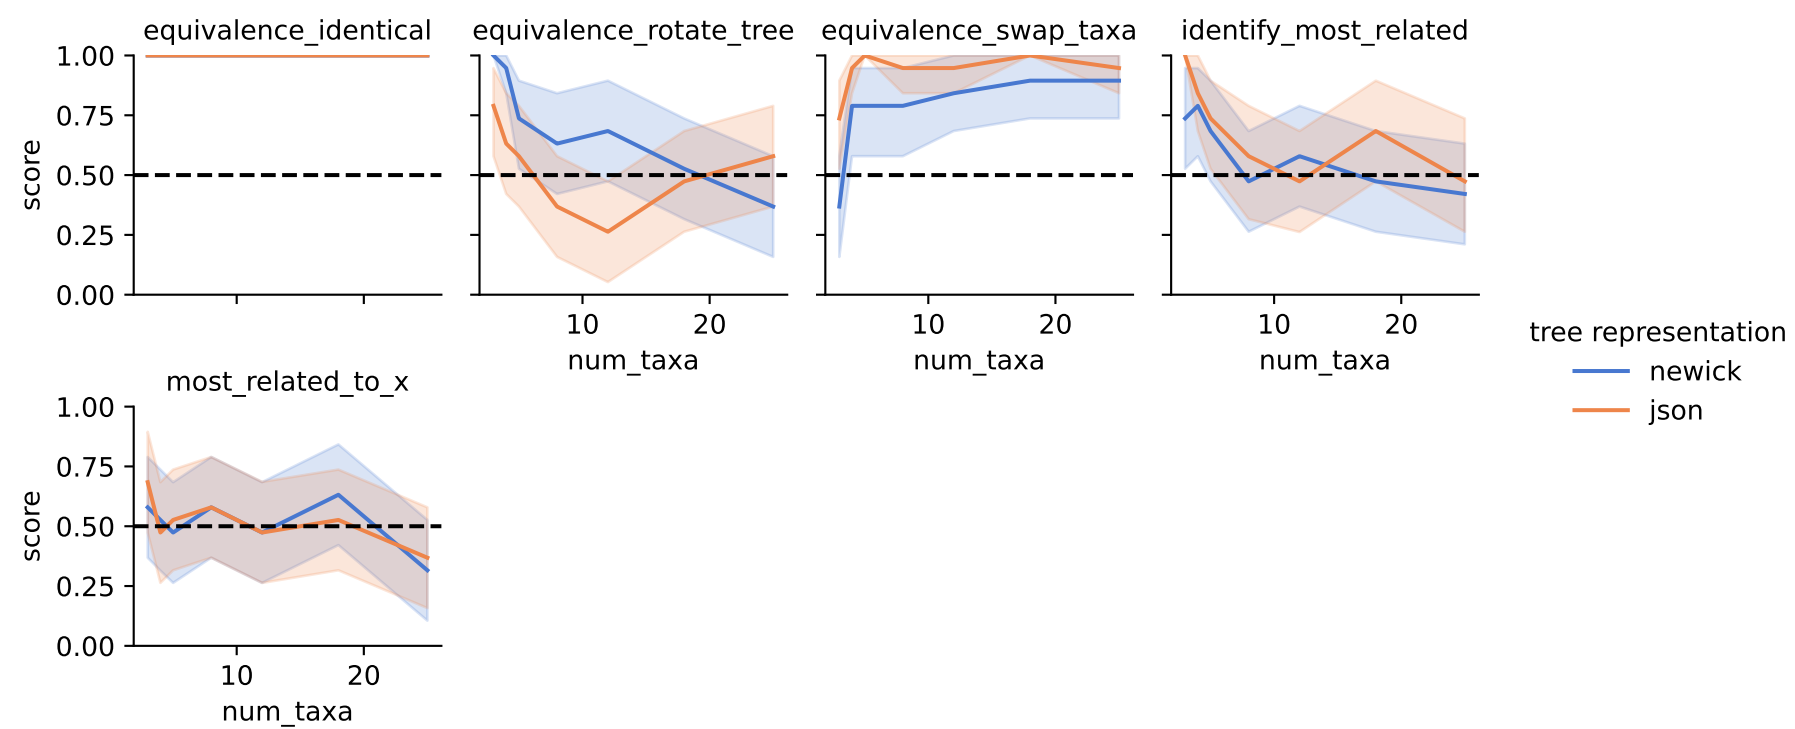 equivalence_identical
equivalence_rotate_tree
equivalence_swap_taxa
identify_most_related
1.00
0.75
0.50
0.25
0.00
score
10
20
num_taxa
10
20
num_taxa
10
20
num_taxa
tree representation
newick
json
most_related_to_x
1.00
0.75
0.50
0.25
0.00
score
10
20
num_taxa